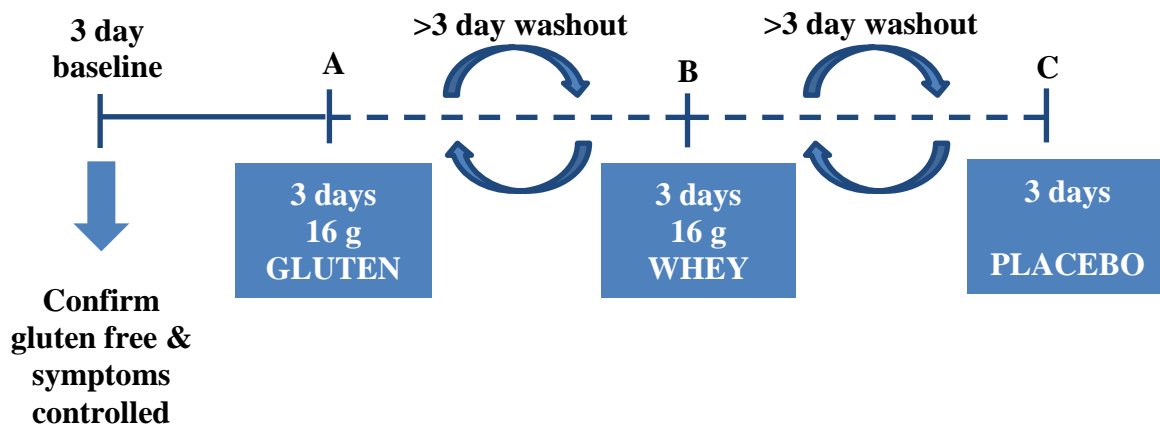 3 day
baseline
A
>3 day washout
B
>3 day washout
C
3 days
16 g
GLUTEN
3 days
16 g
WHEY
3 days
PLACEBO
Confirm
gluten free &
symptoms
controlled